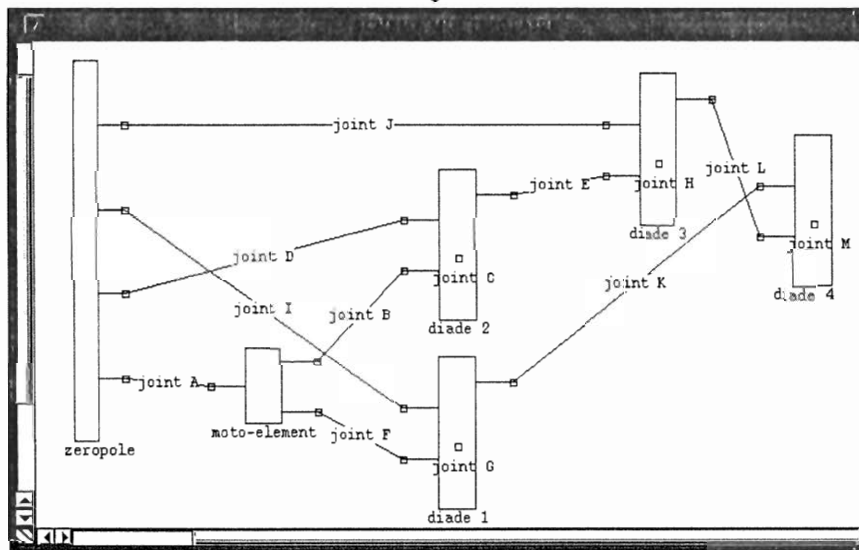 joint J
joint E
joint H
joint L
diade 3
joint M
diade 4
joint D
joint C
joint K
joint I
joint B
diade 2
joint A
moto-element
joint F
zeropole
joint G
diade 1